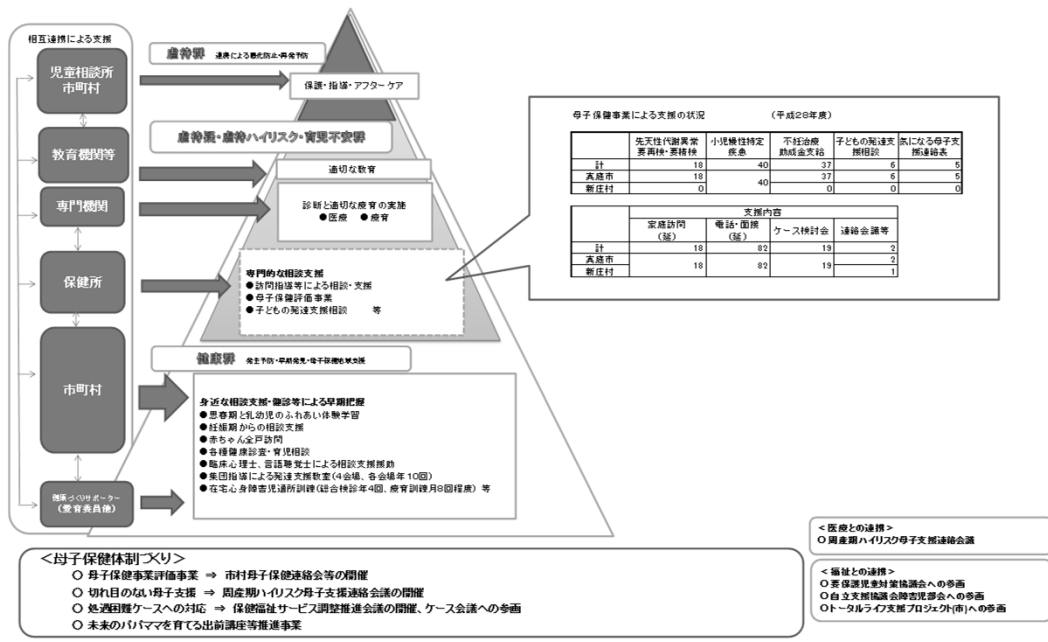 相互連携による支援
児童相談所
市町村
教育機関等
専門機関
保健所
市町村
健康づくりサポーター
(愛育委員他)
虐待群 連携による悪化防止・再発予防
保護・指導・アフターケア
虐待疑・虐待ハイリスク・育児不安群
適切な教育
診断と適切な療育の実施
●医療 ●療育
専門的な相談支援
●訪問指導等による相談・支援
●母子保健評価事業
●子どもの発達支援相談 等
健康群 発生予防・早期発見・母子保健地域支援
身近な相談支援・健診等による早期把握
●思春期と乳幼児のふれあい体験学習
●妊娠期からの相談支援
●赤ちゃん全戸訪問
●各種健康診査・育児相談
●臨床心理士、言語聴覚士による相談支援援助
●集団指導による発達支援教室(4会場、各会場年10回)
●在宅心身障害児通所訓練(総合検診年4回、療育訓練月8回程度) 等
母子保健事業による支援の状況 (平成28年度)
先天性代謝異常要再検・要精検 小児慢性特定疾患 不妊治療助成金支給 子どもの発達支援相談 気になる母子支援連絡表
計 18 40 37 6 5
真庭市 18 40 37 6 5
新庄村 0 0 0 0
支援内容
家庭訪問(延) 電話・面接(延) ケース検討会 連絡会議等
計 18 82 19 2
真庭市 18 82 19 2
新庄村 1
<医療との連携>
○周産期ハイリスク母子支援連絡会議
<福祉との連携>
○要保護児童対策協議会への参画
○自立支援協議会障害児部会への参画
○トータルライフ支援プロジェクト(市)への参画
<母子保健体制づくり>
○ 母子保健事業評価事業 ⇒ 市村母子保健連絡会等の開催
○ 切れ目のない母子支援 ⇒ 周産期ハイリスク母子支援連絡会議の開催
○ 処遇困難ケースへの対応 ⇒ 保健福祉サービス調整推進会議の開催、ケース会議への参画
○ 未来のパパママを育てる出前講座等推進事業